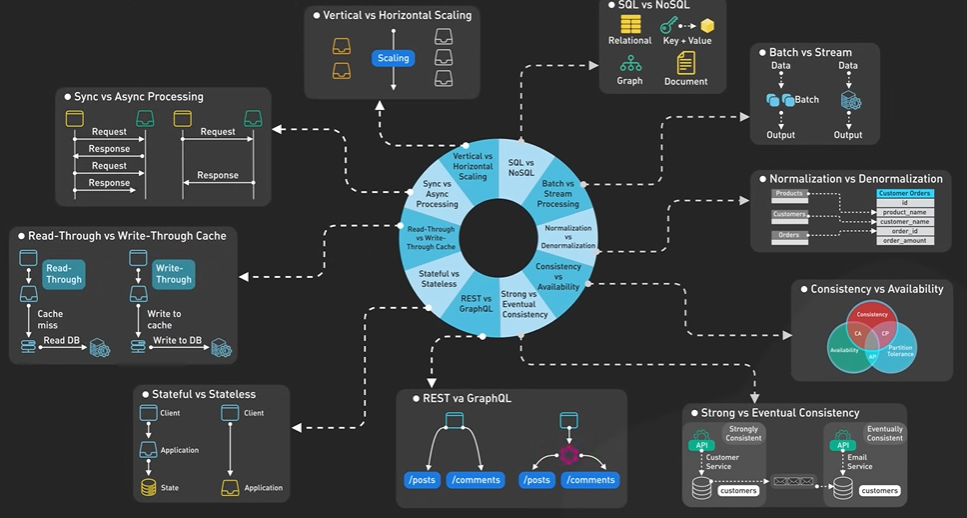 Vertical vs Horizontal Scaling
Scaling
SQL vs NoSQL
Relational
Key + Value
Graph
Document
Batch vs Stream
Data
Data
Batch
Output
Output
Sync vs Async Processing
Request
Response
Request
Response
Request
Response
Normalization vs Denormalization
Products
Customers
Orders
Customer Orders
id
product_name
customer_name
order_id
order_amount
Read-Through vs Write-Through Cache
Read-
Through
Write-
Through
Cache
miss
Write to
cache
Read DB
Write to DB
Vertical vs
Horizontal
Scaling
SQL vs
NoSQL
Batch vs
Stream
Processing
Normalization
vs
Denormalization
Consistency
vs
Availability
Strong vs
Eventual
Consistency
REST vs
GraphQL
Stateful vs
Stateless
Read-Through
vs Write-
Through Cache
Sync vs
Async
Processing
Consistency vs Availability
Consistency
CA
CP
Availability
AP
Partition
Tolerance
Stateful vs Stateless
Client
Client
Application
State
Application
REST va GraphQL
/posts
/comments
/posts
/comments
Strong vs Eventual Consistency
Strongly
Consistent
API
Customer
Service
customers
Eventually
Consistent
API
Email
Service
customers